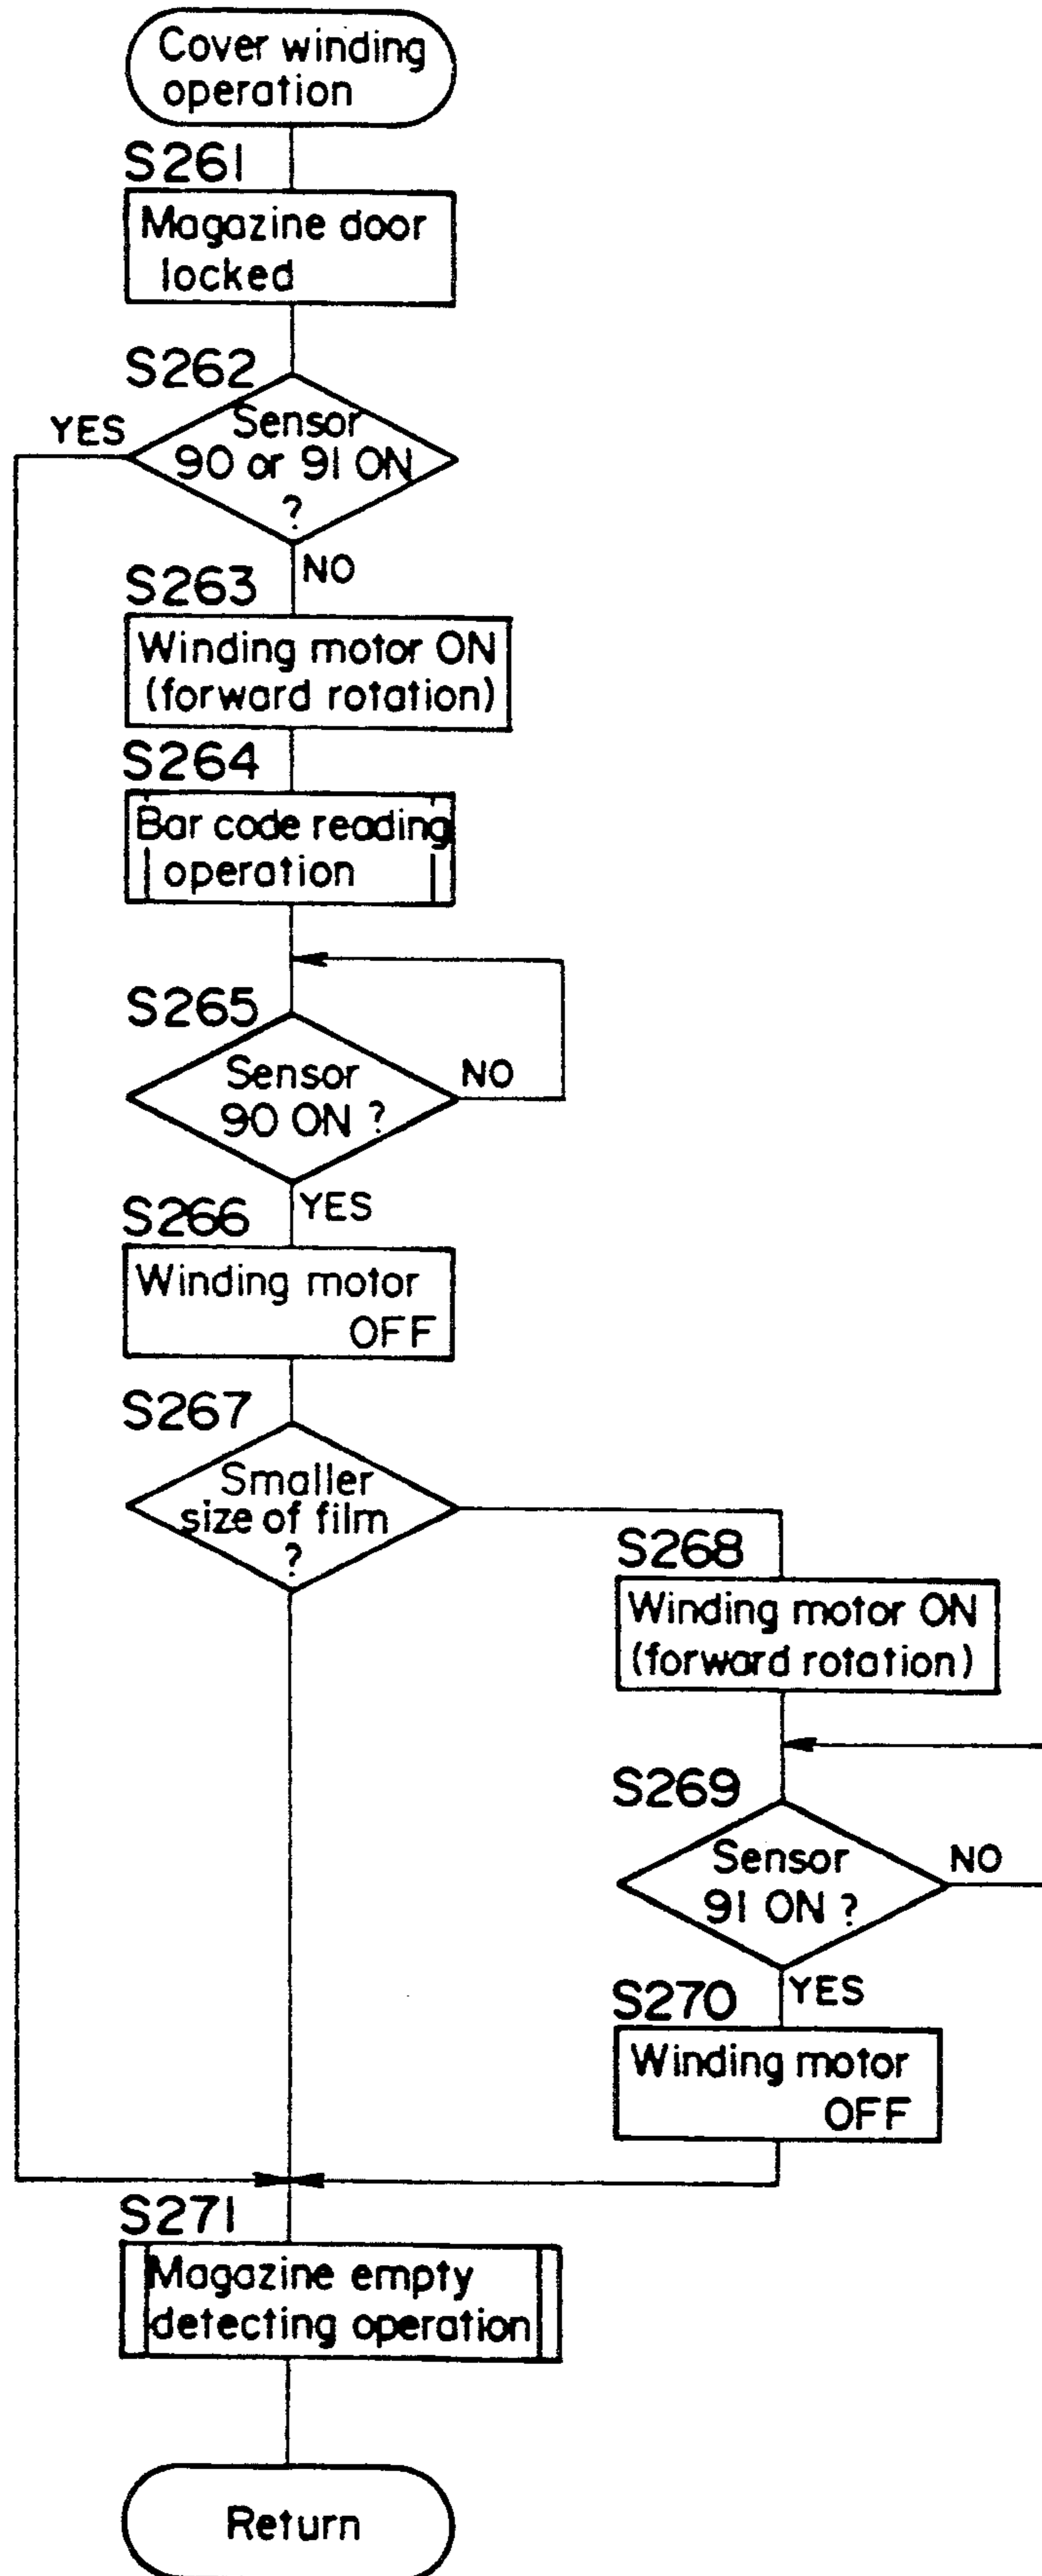 Cover winding
operation
S261
Magazine door
locked
S262
YES
Sensor
90 or 91 ON
?
NO
S263
Winding motor ON
(forward rotation)
S264
Bar code reading
operation
S265
Sensor
90 ON ?
NO
YES
S266
Winding motor
OFF
S267
Smaller
size of film
?
S268
Winding motor ON
(forward rotation)
S269
Sensor
91 ON ?
NO
YES
S270
Winding motor
OFF
S271
Magazine empty
detecting operation
Return